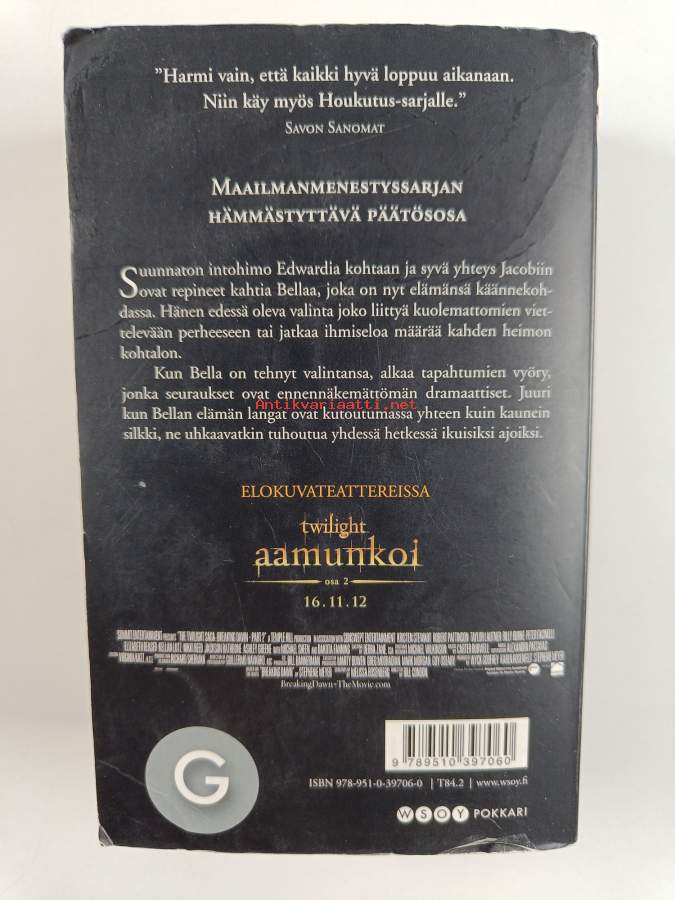 ”Harmi vain, että kaikki hyvä loppuu aikanaan.
Niin käy myös Houkutus-sarjalle.”
Savon Sanomat
Maailmanmenestyssarjan
hämmästyttävä päätösosa
Suunnaton intohimo Edwardia kohtaan ja syvä yhteys Jacobiin
ovat repineet kahtia Bellaa, joka on nyt elämänsä käännekoh-
dassa. Hänen edessä oleva valinta joko liittyä kuolemattomien viet-
televään perheeseen tai jatkaa ihmiseloa määrää kahden heimon
kohtalon.
Kun Bella on tehnyt valintansa, alkaa tapahtumien vyöry,
jonka seuraukset ovat ennennäkemättömän dramaattiset. Juuri
Antikvariaatti.net
kun Bellan elämän langat ovat kutoutumassa yhteen kuin kaunein
silkki, ne uhkaavatkin tuhoutua yhdessä hetkessä ikuisiksi ajoiksi.
ELOKUVATEATTEREISSA
twilight
aamunkoi
osa 2
16.11.12
BreakingDawn-TheMovie.com
9 789510 397060
ISBN 978-951-0-39706-0 | T84.2 | www.wsoy.fi
G
WSOY POKKARI